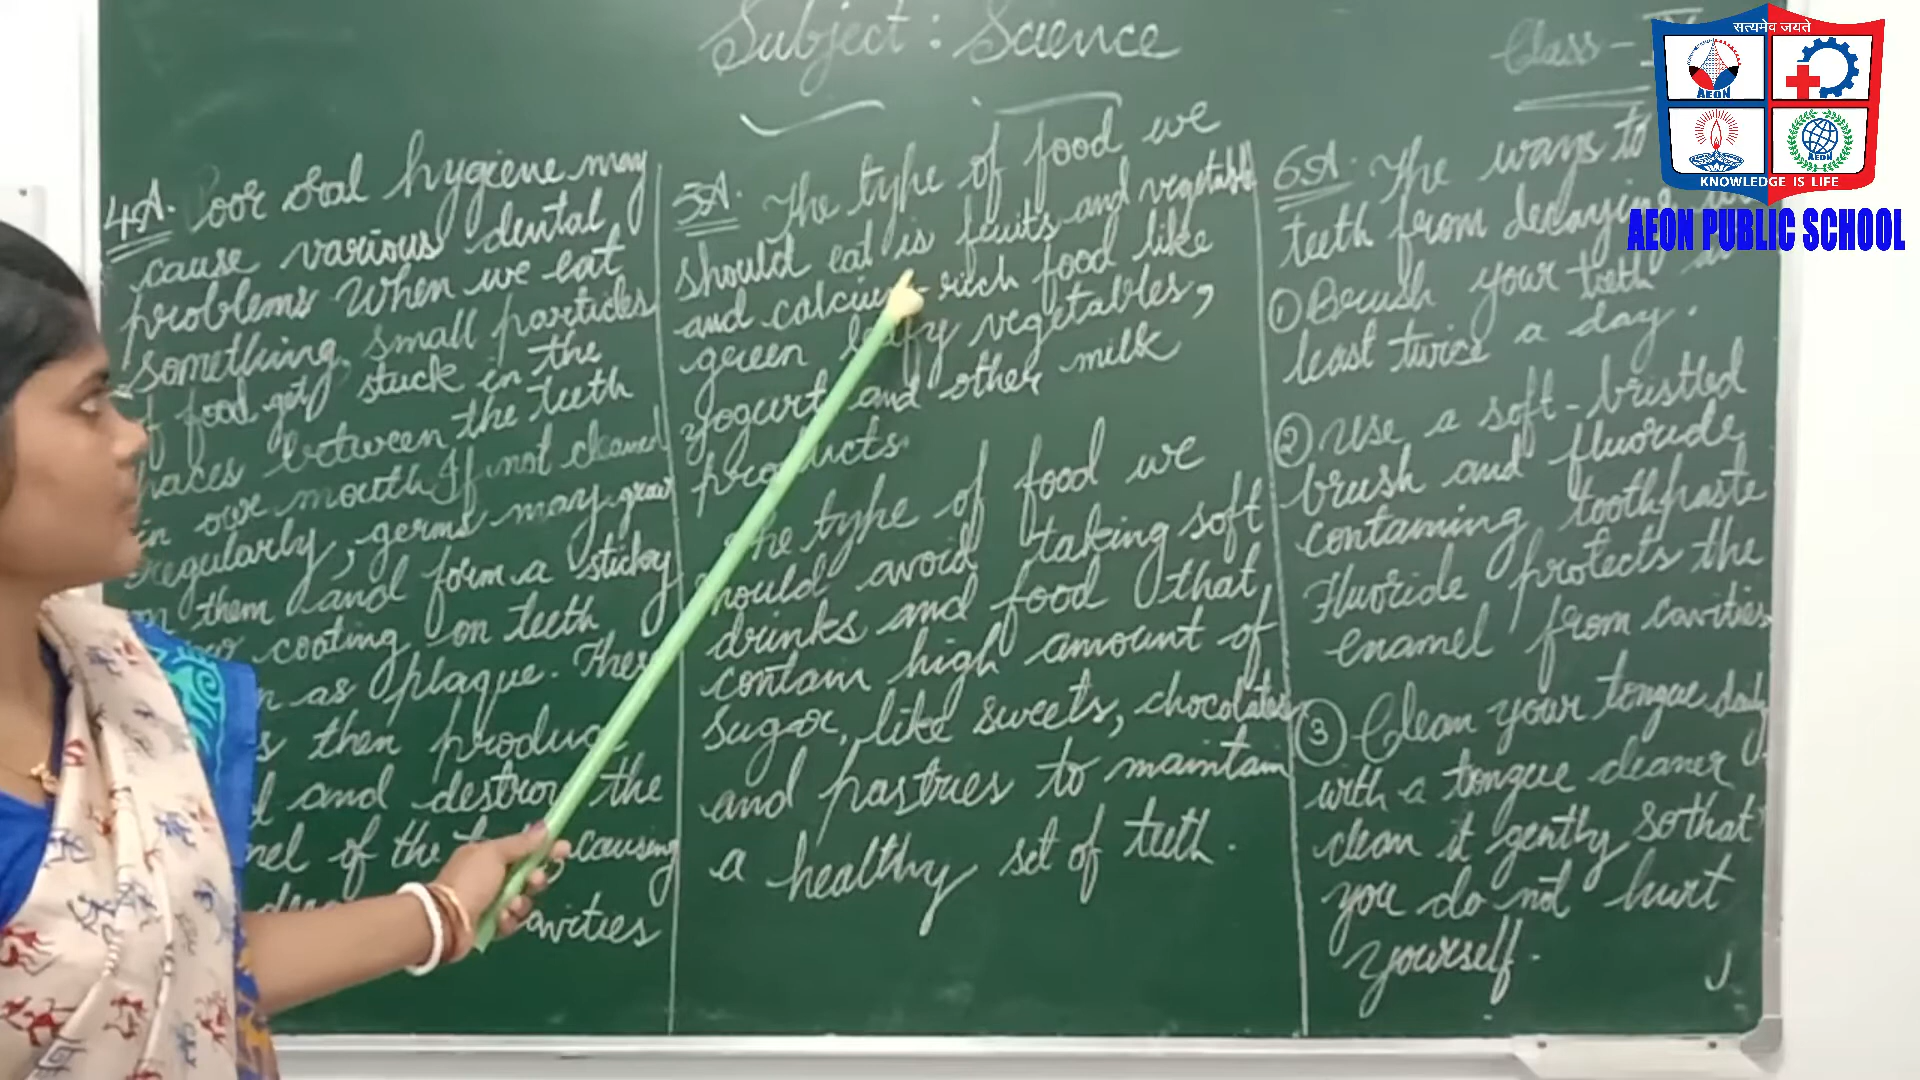 Subject : Science
Class -
4A. Poor oral hygiene may
cause various dental
problems When we eat
something, small particles
of food get stuck in the
between the teeth
in our mouth If not cleaned
regularly, germs may grow
on them and form a sticky
coating on teeth
as plaque. These
then produce
and destroy the
of the causing
5A. The type of food we
should eat is fruits and vegetable
and calcium-rich food like
green leafy vegetables,
yogurt and other milk
products.
The type of food we
should avoid taking soft
drinks and food that
contain high amount of
sugar, like sweets, chocolates
and pastries to maintain
a healthy set of teeth.
6A. The ways to
teeth from decaying
① Brush your teeth
least twice a day.
② Use a soft-bristled
brush and fluoride
containing toothpaste
Fluoride protects the
enamel from cavities
③ Clean your tongue daily
with a tongue cleaner
clean it gently so that
you do not hurt
yourself.
सत्यमेव जयते
AEON
AEON
KNOWLEDGE IS LIFE
AEON PUBLIC SCHOOL